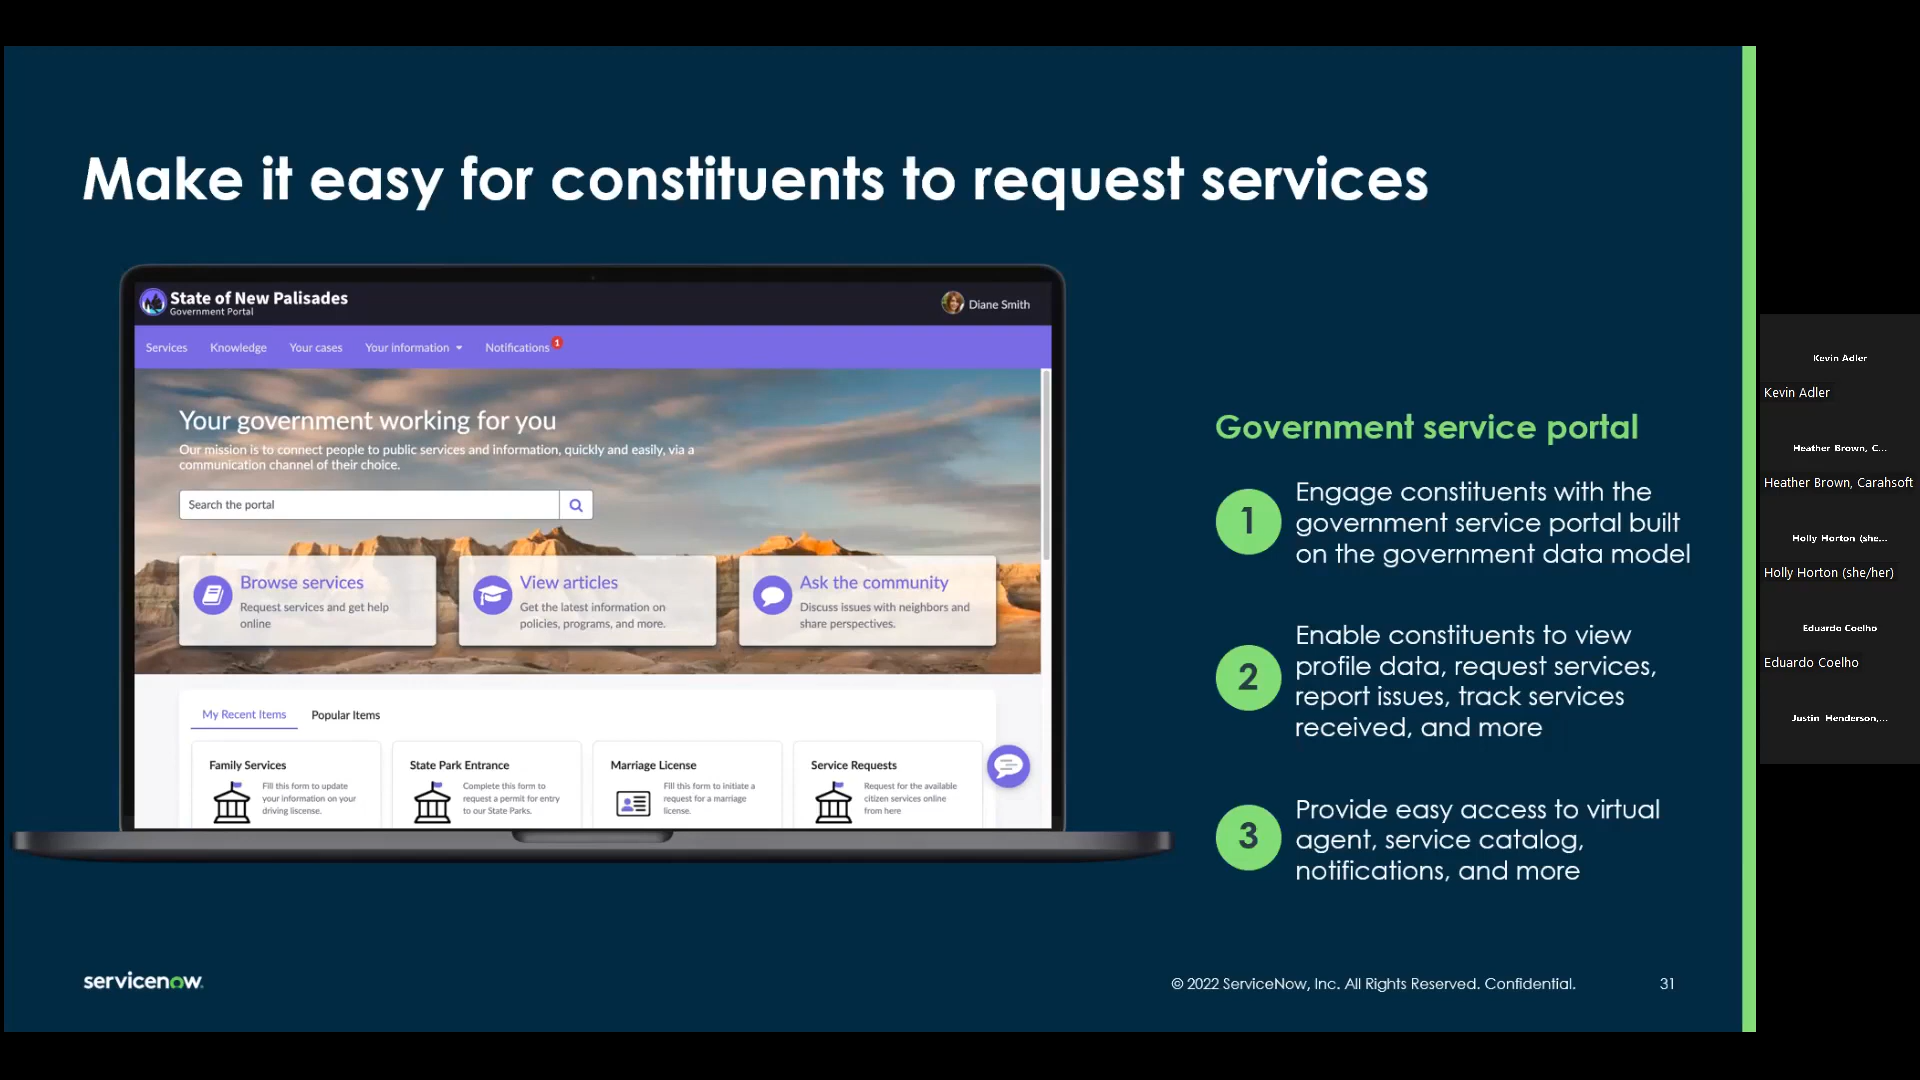 Make it easy for constituents to request services
State of New Palisades
Government Portal
Diane Smith
Services Knowledge Your cases Your information Notifications 1
Your government working for you
Our mission is to connect people to public services and information, quickly and easily, via a
communication channel of their choice.
Search the portal
Browse services
Request services and get help
online
View articles
Get the latest information on
policies, programs, and more.
Ask the community
Discuss issues with neighbors and
share perspectives.
My Recent Items Popular Items
Family Services
Fill this form to update
your information on your
driving liscense.
State Park Entrance
Complete this form to
request a permit for entry
to our State Parks.
Marriage License
Fill this form to initiate a
request for a marriage
license.
Service Requests
Request for the available
citizen services online
from here
Government service portal
1
Engage constituents with the
government service portal built
on the government data model
2
Enable constituents to view
profile data, request services,
report issues, track services
received, and more
3
Provide easy access to virtual
agent, service catalog,
notifications, and more
servicenow
© 2022 ServiceNow, Inc. All Rights Reserved. Confidential.
31
Kevin Adler
Kevin Adler
Heather Brown, C...
Heather Brown, Carahsoft
Holly Horton (she...
Holly Horton (she/her)
Eduardo Coelho
Eduardo Coelho
Justin Henderson,...